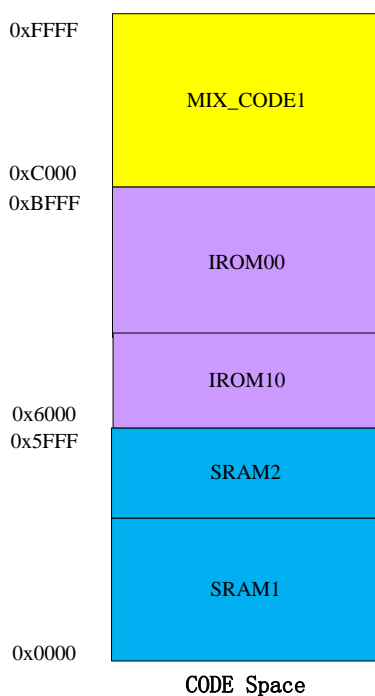 0xFFFF
MIX_CODE1
0xC000
0xBFFF
IROM00
IROM10
0x6000
0x5FFF
SRAM2
SRAM1
0x0000
CODE Space